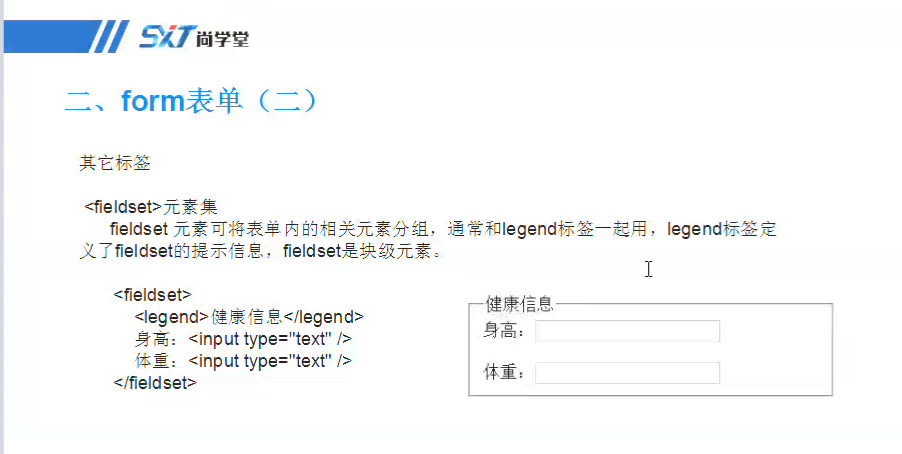 SXT尚学堂
二、form表单（二）
其它标签
<fieldset>元素集
fieldset 元素可将表单内的相关元素分组，通常和legend标签一起用，legend标签定
义了fieldset的提示信息，fieldset是块级元素。
<fieldset>
<legend>健康信息</legend>
身高：<input type="text" />
体重：<input type="text" />
</fieldset>
健康信息
身高：
体重：